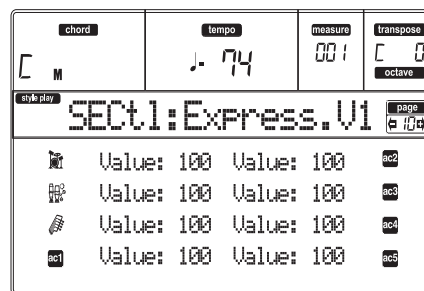 chord tempo measure transpose
C M 74 001 [ 0
octave
style play SECtl:Express.V1 page
10
Value: 100 Value: 100 ac2
Value: 100 Value: 100 ac3
Value: 100 Value: 100 ac4
ac1 Value: 100 Value: 100 ac5